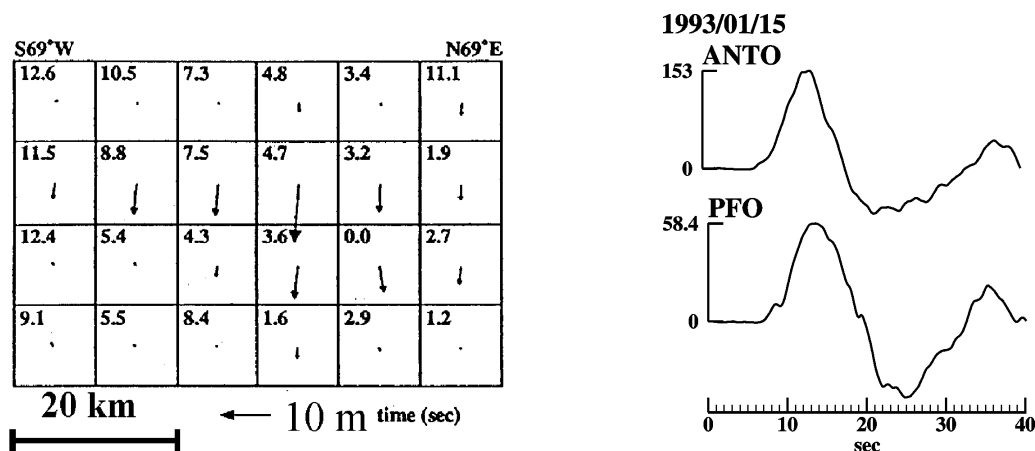 S69°W N69°E
12.6 10.5 7.3 4.8 3.4 11.1
11.5 8.8 7.5 4.7 3.2 1.9
12.4 5.4 4.3 3.6 0.0 2.7
9.1 5.5 8.4 1.6 2.9 1.2
20 km 10 m time (sec)
1993/01/15
ANTO
153
0
PFO
58.4
0
0 10 20 30 40
sec